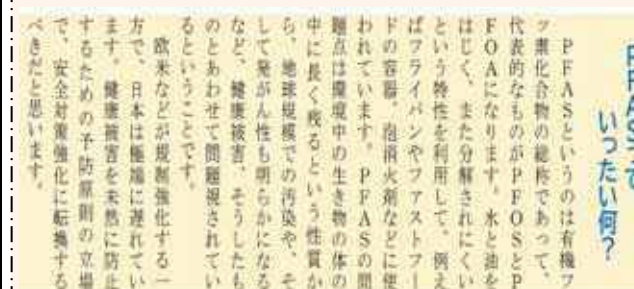 PFASって
いったい何？
PFASというのは有機フ
ッ素化合物の総称であって、
代表的なものがPFOSとP
FOAになります。水と油を
はじく、また分解されにくい
という特性を利用して、例え
ばフライパンやファストフー
ドの容器、泡消火剤などに使
われています。PFASの問
題点は環境中の生き物の体の
中に長く残るという性質か
ら、地球規模での汚染や、そ
して発がん性も明らかになる
など、健康被害、そうしたも
のとあわせて問題視されてい
るということです。
欧米などが規制強化する一
方で、日本は極端に遅れてい
ます。健康被害を未然に防止
するための予防原則の立場
で、安全対策強化に転換する
べきだと思います。